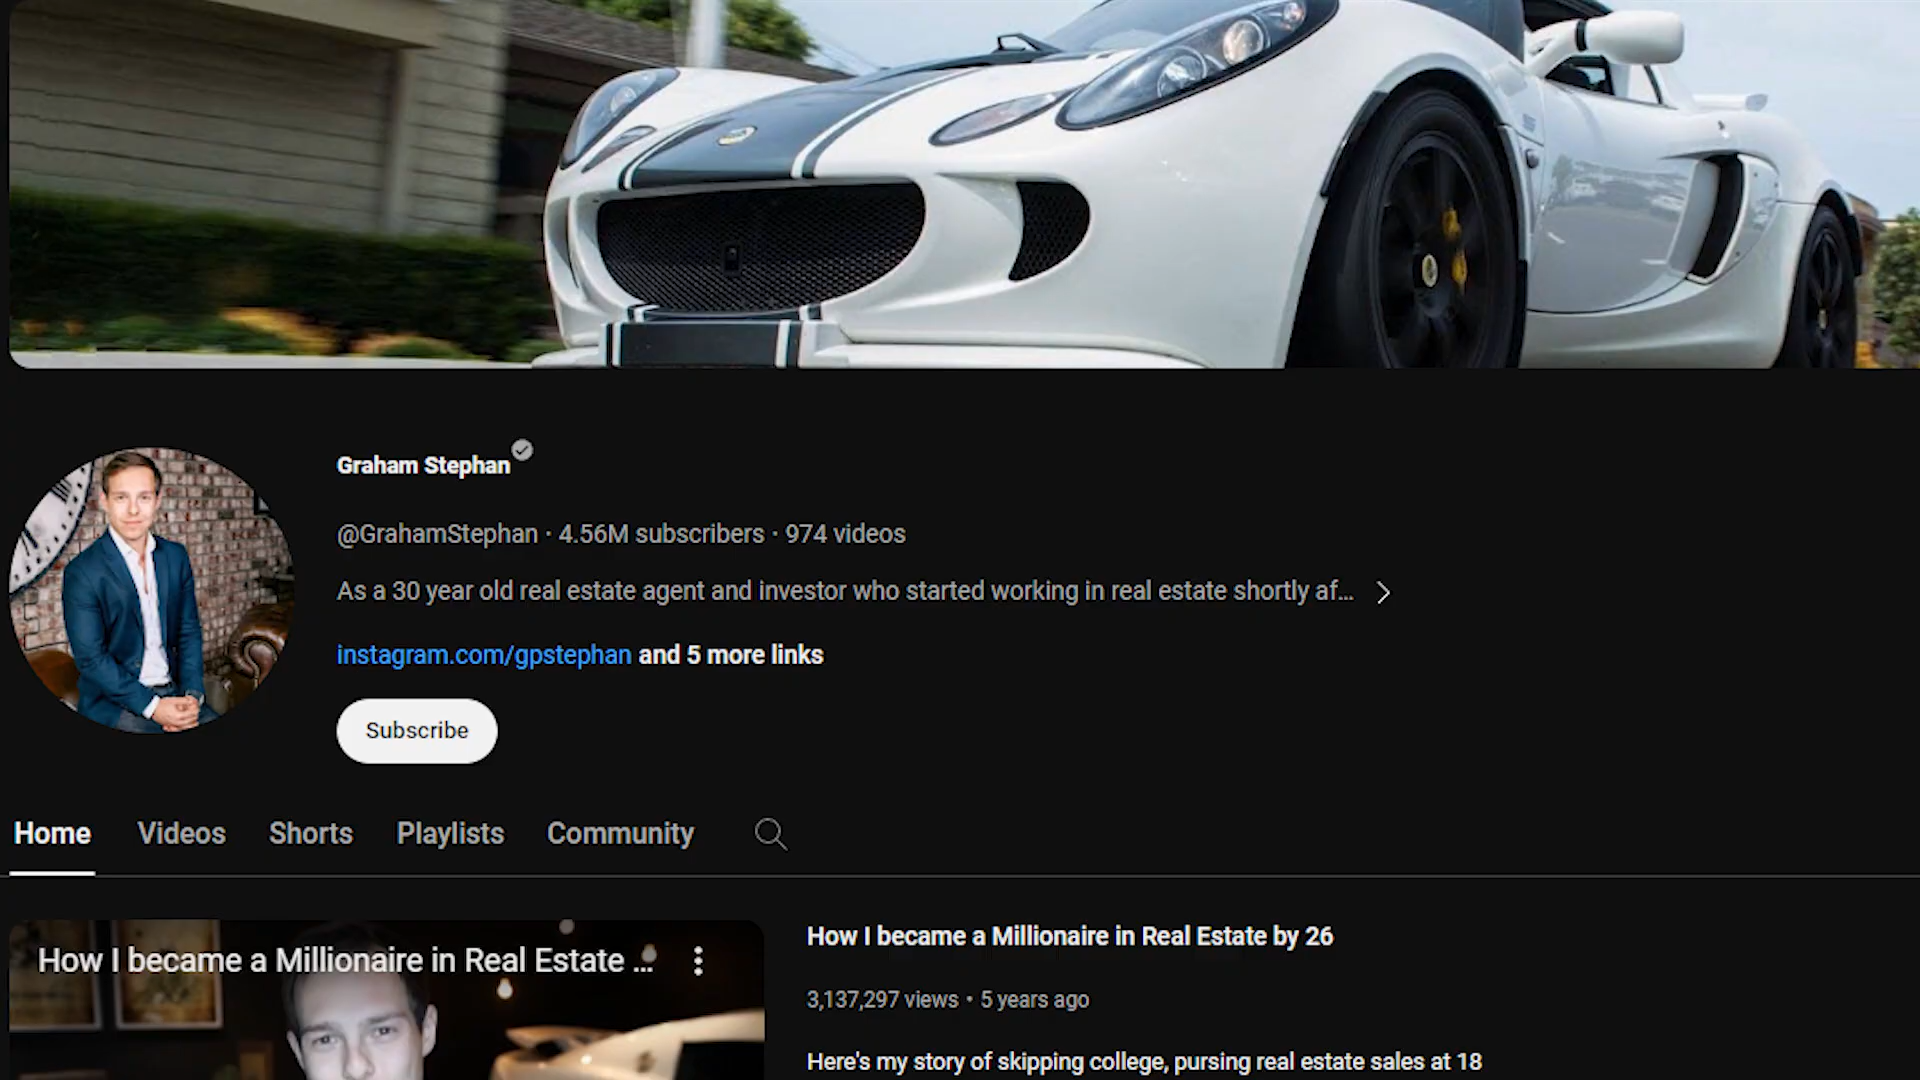 Graham Stephan
@GrahamStephan · 4.56M subscribers · 974 videos
As a 30 year old real estate agent and investor who started working in real estate shortly af...
instagram.com/gpstephan and 5 more links
Subscribe
Home Videos Shorts Playlists Community
How I became a Millionaire in Real Estate ...
How I became a Millionaire in Real Estate by 26
3,137,297 views • 5 years ago
Here's my story of skipping college, pursing real estate sales at 18